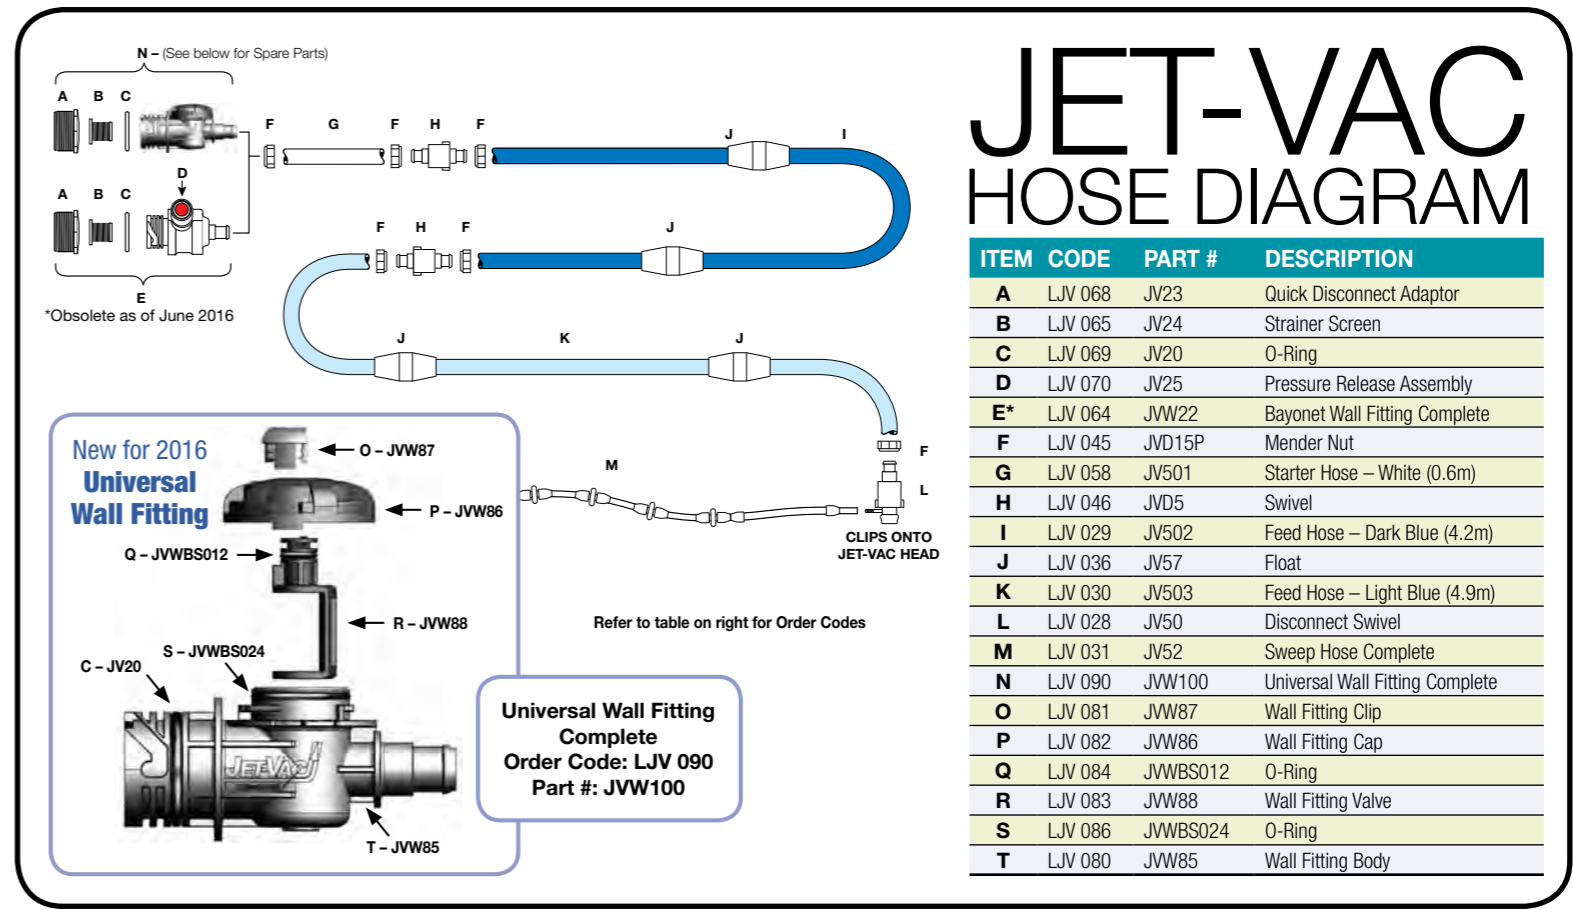 N – (See below for Spare Parts)
A B C
F G F H F J I
D
A B C
E
*Obsolete as of June 2016
F H F J
J K J
F
M
L
CLIPS ONTO
JET-VAC HEAD
Refer to table on right for Order Codes
New for 2016
Universal
Wall Fitting
O – JVW87
P – JVW86
Q – JVWBS012
R – JVW88
S – JVWBS024
C – JV20
JET-VAC
T – JVW85
Universal Wall Fitting
Complete
Order Code: LJV 090
Part #: JVW100
JET-VAC
HOSE DIAGRAM
ITEM CODE PART # DESCRIPTION
A LJV 068 JV23 Quick Disconnect Adaptor
B LJV 065 JV24 Strainer Screen
C LJV 069 JV20 O-Ring
D LJV 070 JV25 Pressure Release Assembly
E* LJV 064 JVW22 Bayonet Wall Fitting Complete
F LJV 045 JVD15P Mender Nut
G LJV 058 JV501 Starter Hose – White (0.6m)
H LJV 046 JVD5 Swivel
I LJV 029 JV502 Feed Hose – Dark Blue (4.2m)
J LJV 036 JV57 Float
K LJV 030 JV503 Feed Hose – Light Blue (4.9m)
L LJV 028 JV50 Disconnect Swivel
M LJV 031 JV52 Sweep Hose Complete
N LJV 090 JVW100 Universal Wall Fitting Complete
O LJV 081 JVW87 Wall Fitting Clip
P LJV 082 JVW86 Wall Fitting Cap
Q LJV 084 JVWBS012 O-Ring
R LJV 083 JVW88 Wall Fitting Valve
S LJV 086 JVWBS024 O-Ring
T LJV 080 JVW85 Wall Fitting Body